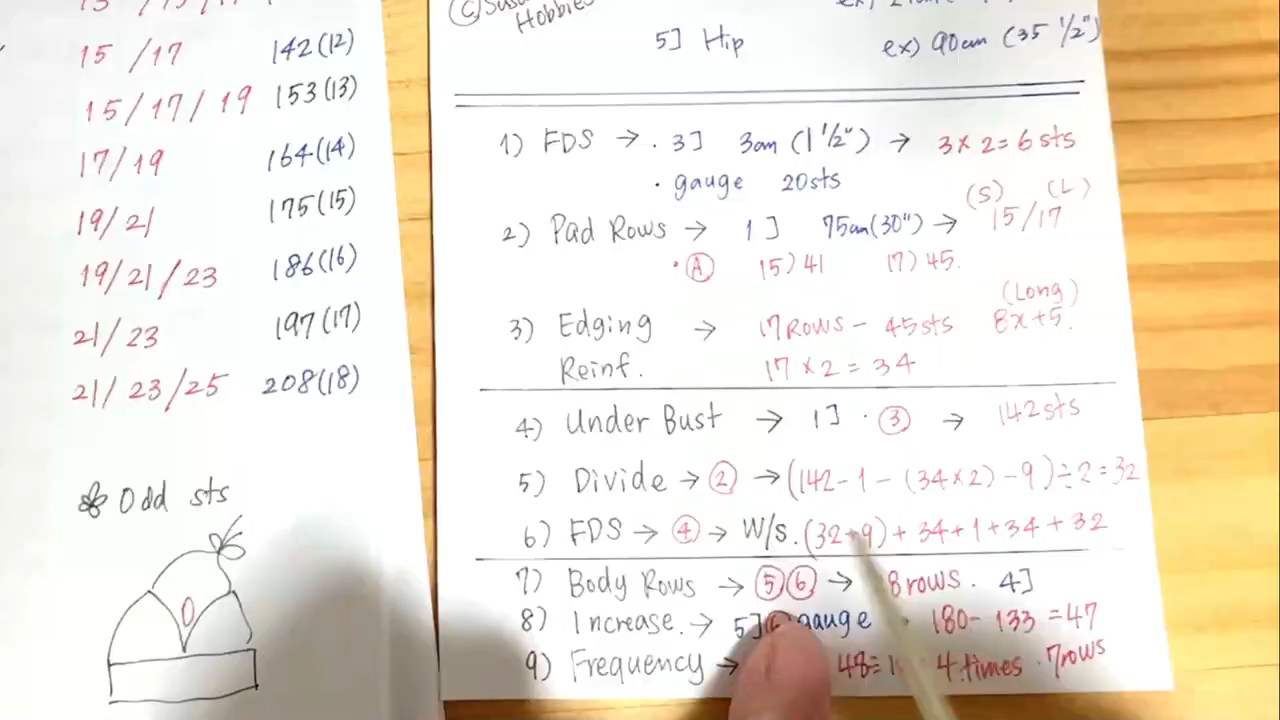 15 /17 142(12)
15/17/19 153(13)
17/19 164(14)
19/21 175(15)
19/21/23 186(16)
21/23 197(17)
21/23/25 208(18)
Odd sts
0
Hobbies
5] Hip ex) 90cm (35 1/2")
1) FDS → · 3] 3cm (1 1/2") → 3×2=6sts
· gauge 20sts
(S) (L)
2) Pad Rows → 1] 75cm(30") → 15/17
· Ⓐ 15)41 17)45.
(Long)
3) Edging → 17 Rows - 45sts 8x+5.
Reinf. 17×2=34
4) Under Bust → 1] · ③ → 142sts
5) Divide → ② → (142-1-(34×2)-9)÷2=32
6) FDS → ④ → W/s. (32+9)+34+1+34+32
7) Body Rows → ⑤⑥ → 8rows. 4]
8) Increase. → 5] gauge 180-133=47
9) Frequency → 48= 4times · 7rows